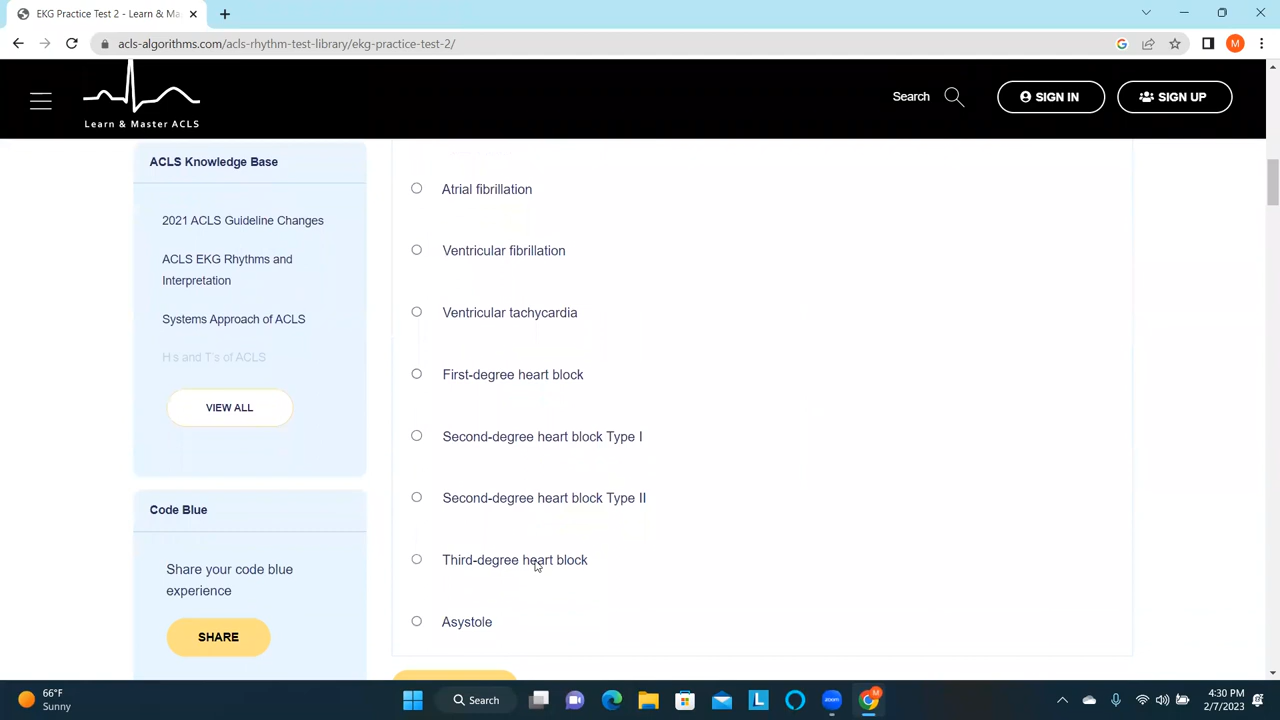 EKG Practice Test 2 - Learn & Ma
acls-algorithms.com/acls-rhythm-test-library/ekg-practice-test-2/
M
Learn & Master ACLS
Search
SIGN IN
SIGN UP
ACLS Knowledge Base
2021 ACLS Guideline Changes
ACLS EKG Rhythms and
Interpretation
Systems Approach of ACLS
H's and T's of ACLS
VIEW ALL
Code Blue
Share your code blue
experience
SHARE
Atrial fibrillation
Ventricular fibrillation
Ventricular tachycardia
First-degree heart block
Second-degree heart block Type I
Second-degree heart block Type II
Third-degree heart block
Asystole
66°F
Sunny
Search
L
zoom
M
4:30 PM
2/7/2023